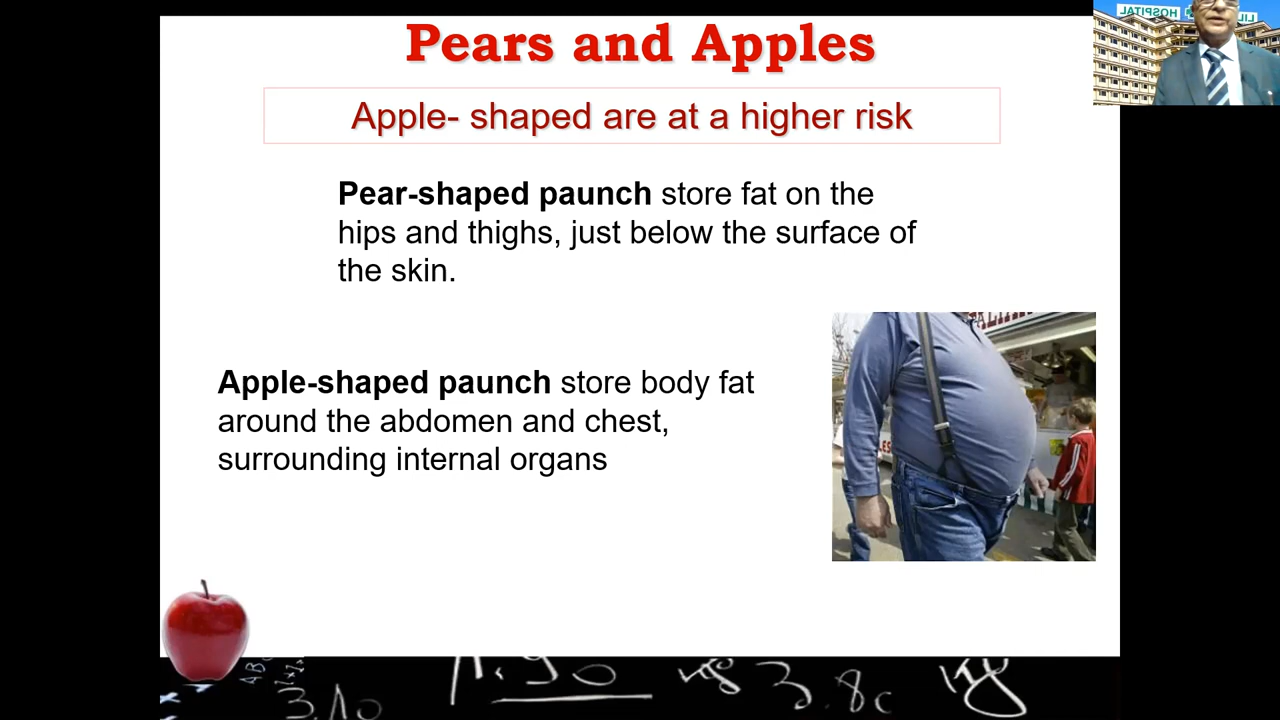 Pears and Apples
Apple- shaped are at a higher risk
Pear-shaped paunch store fat on the
hips and thighs, just below the surface of
the skin.
Apple-shaped paunch store body fat
around the abdomen and chest,
surrounding internal organs
HOSPITAL